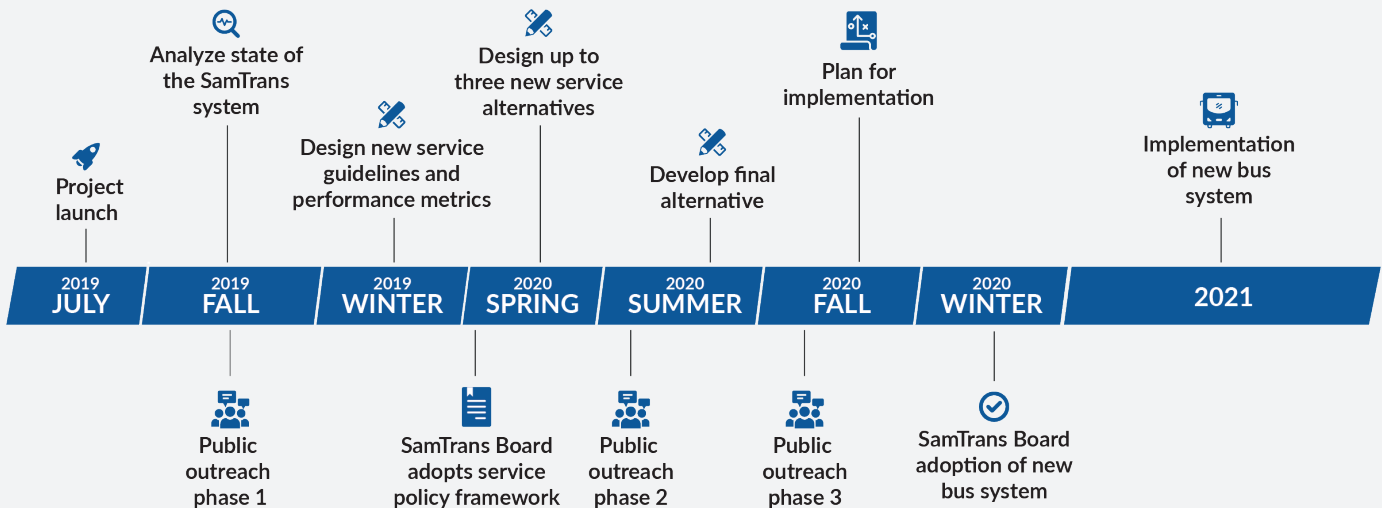 Analyze state of
the SamTrans
system
Design up to
three new service
alternatives
Plan for
implementation
Design new service
guidelines and
performance metrics
Develop final
alternative
Implementation
of new bus
system
Project
launch
2019
JULY
2019
FALL
2019
WINTER
2020
SPRING
2020
SUMMER
2020
FALL
2020
WINTER
2021
Public
outreach
phase 1
SamTrans Board
adopts service
policy framework
Public
outreach
phase 2
Public
outreach
phase 3
SamTrans Board
adoption of new
bus system